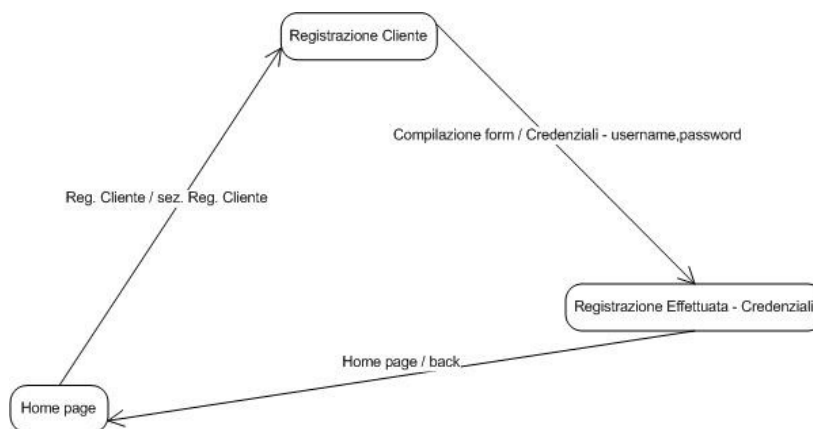 Registrazione Cliente
Compilazione form / Credenziali - username,password
Reg. Cliente / sez. Reg. Cliente
Registrazione Effettuata - Credenziali
Home page / back
Home page